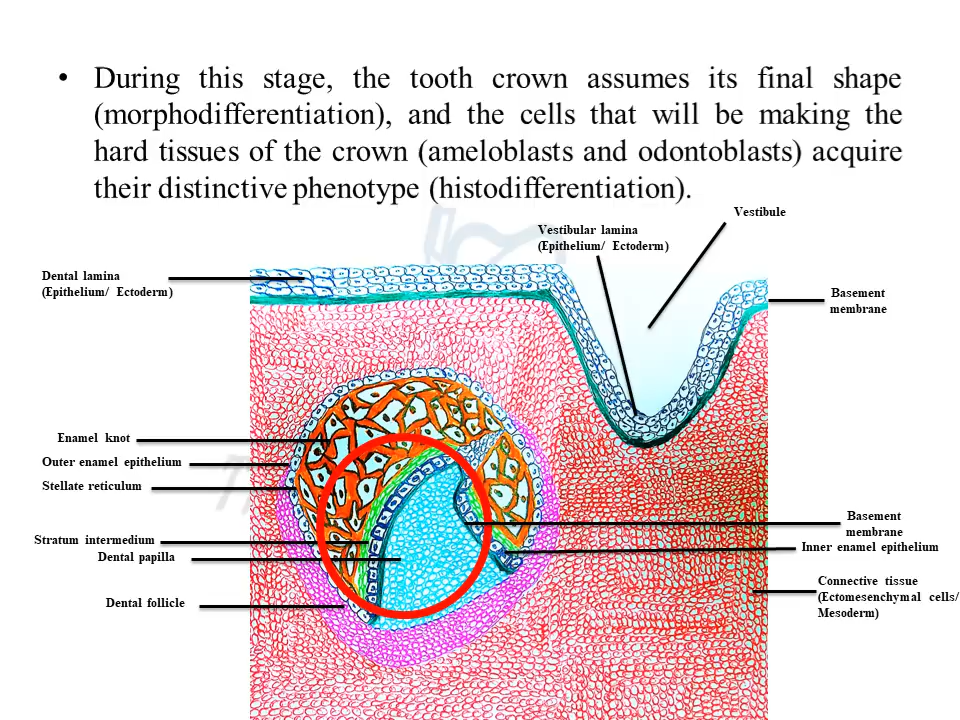 • During this stage, the tooth crown assumes its final shape
(morphodifferentiation), and the cells that will be making the
hard tissues of the crown (ameloblasts and odontoblasts) acquire
their distinctive phenotype (histodifferentiation).
Vestibule
Vestibular lamina
(Epithelium/ Ectoderm)
Dental lamina
(Epithelium/ Ectoderm)
Basement
membrane
Enamel knot
Outer enamel epithelium
Stellate reticulum
Stratum intermedium
Dental papilla
Dental follicle
Basement
membrane
Inner enamel epithelium
Connective tissue
(Ectomesenchymal cells/
Mesoderm)